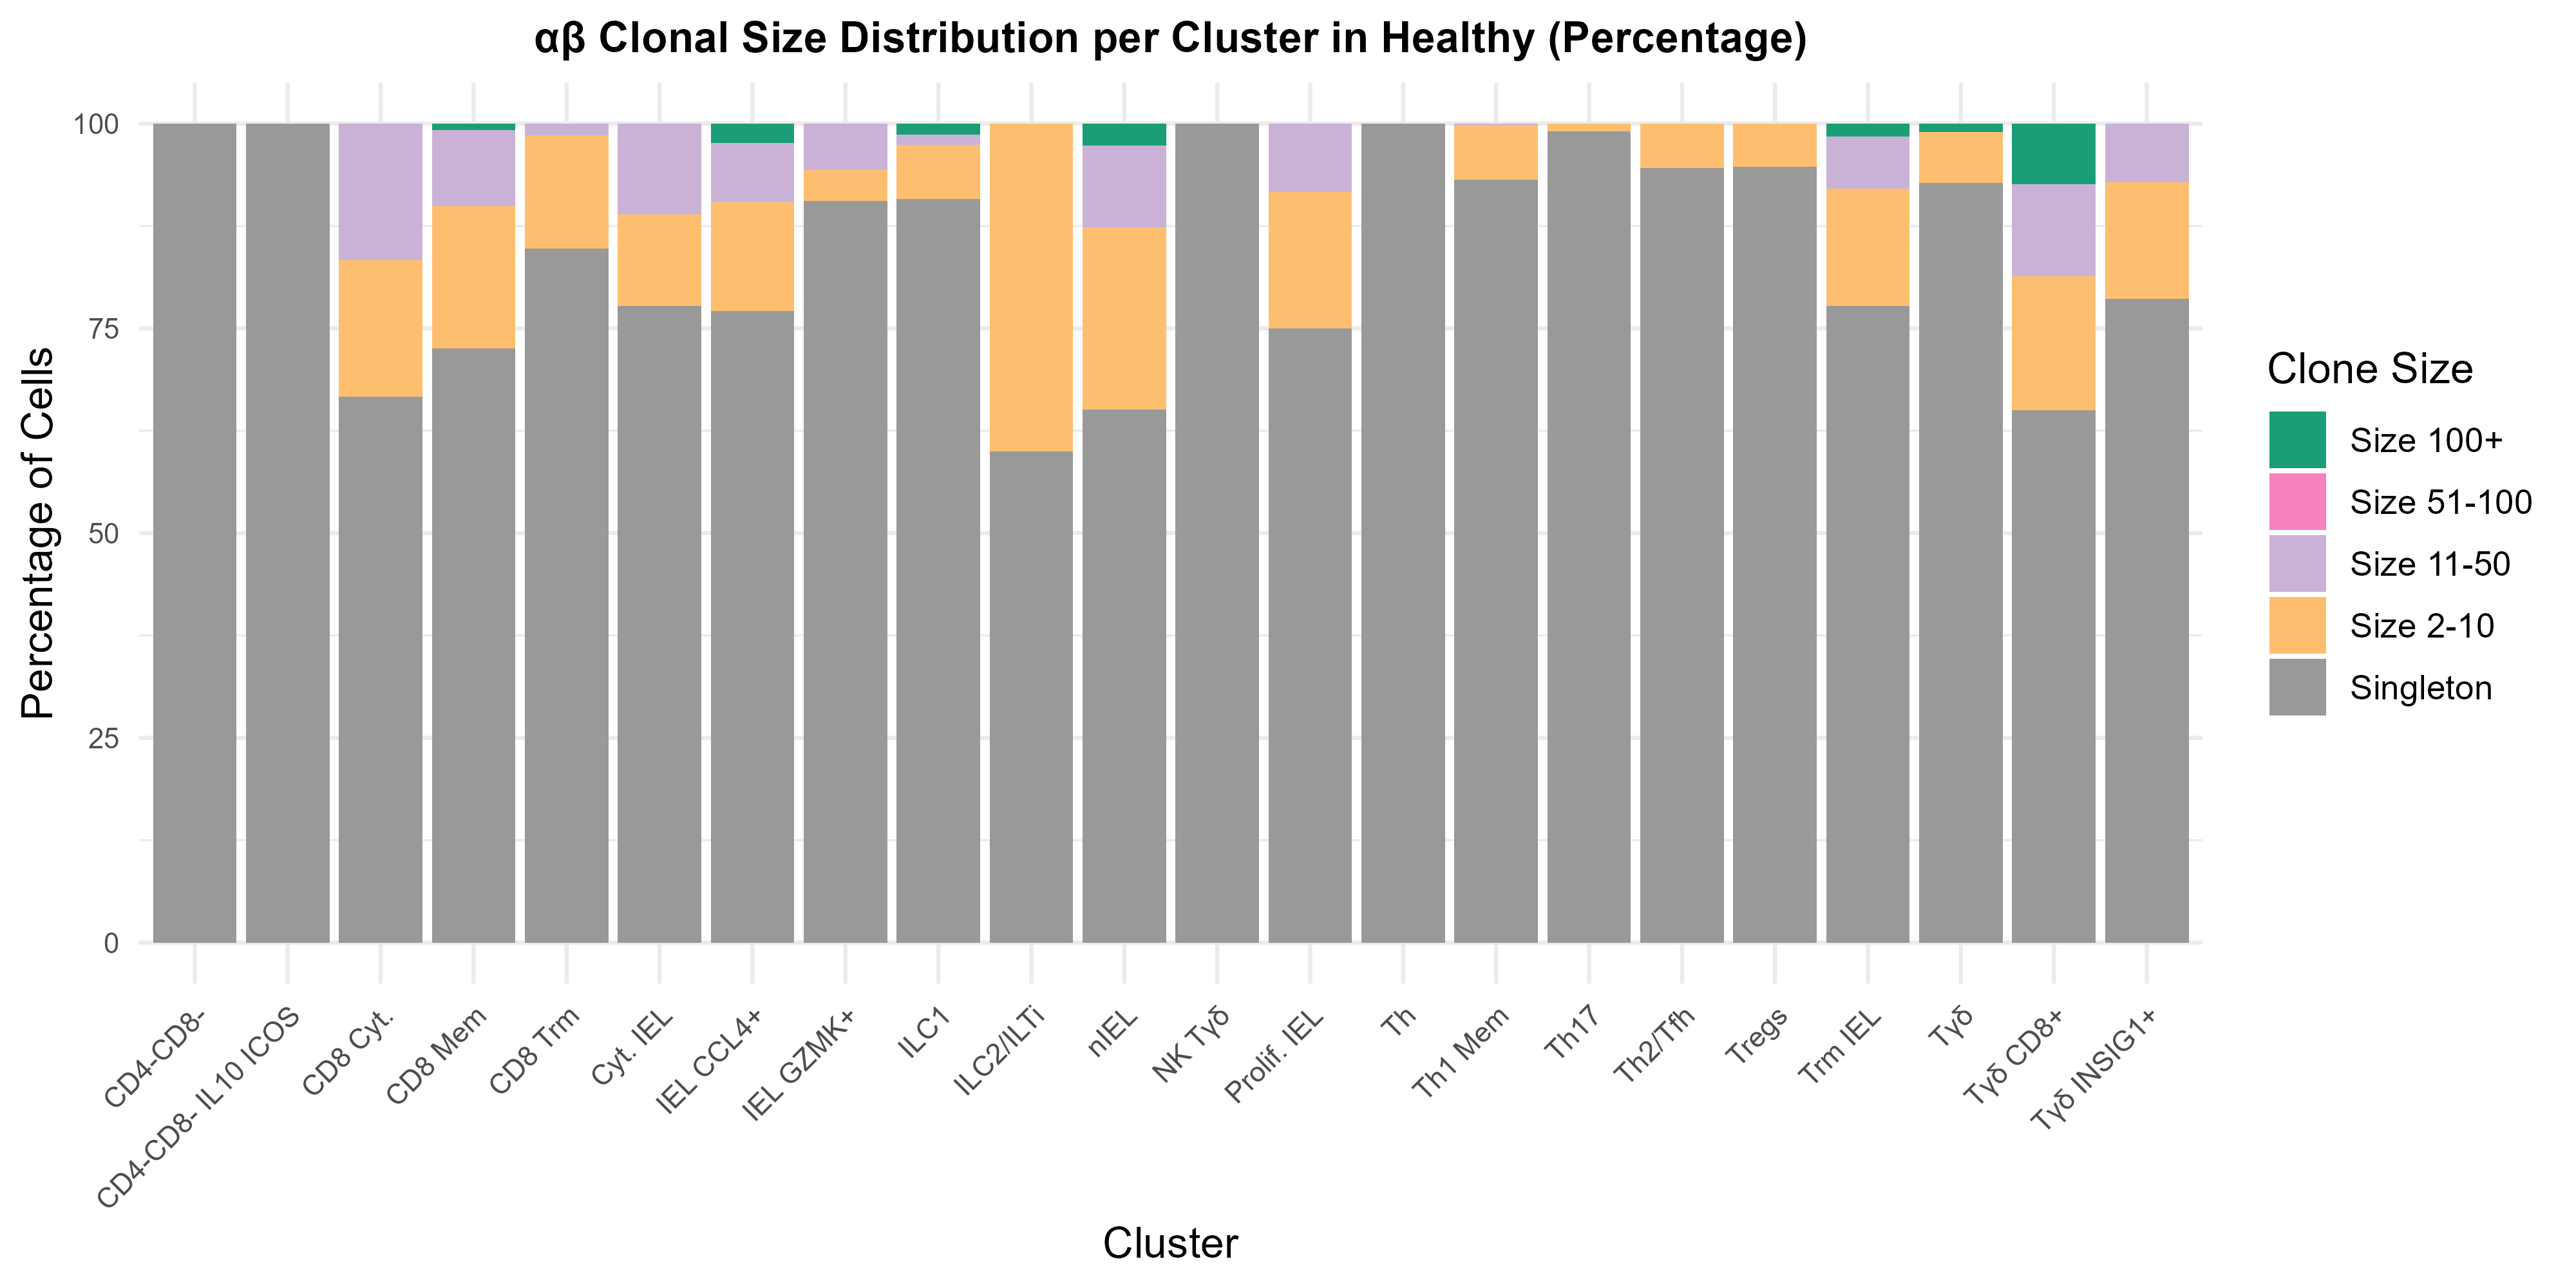 αβ Clonal Size Distribution per Cluster in Healthy (Percentage)
Percentage of Cells
100
75
50
25
0
CD4-CD8-
CD4-CD8- IL10 ICOS
CD8 Cyt.
CD8 Mem
CD8 Trm
Cyt. IEL
IEL CCL4+
IEL GZMK+
ILC1
ILC2/ILTi
nIEL
NK Tγδ
Prolif. IEL
Th
Th1 Mem
Th17
Th2/Tfh
Tregs
Trm IEL
Tγδ
Tγδ CD8+
Tγδ INSIG1+
Cluster
Clone Size
Size 100+
Size 51-100
Size 11-50
Size 2-10
Singleton